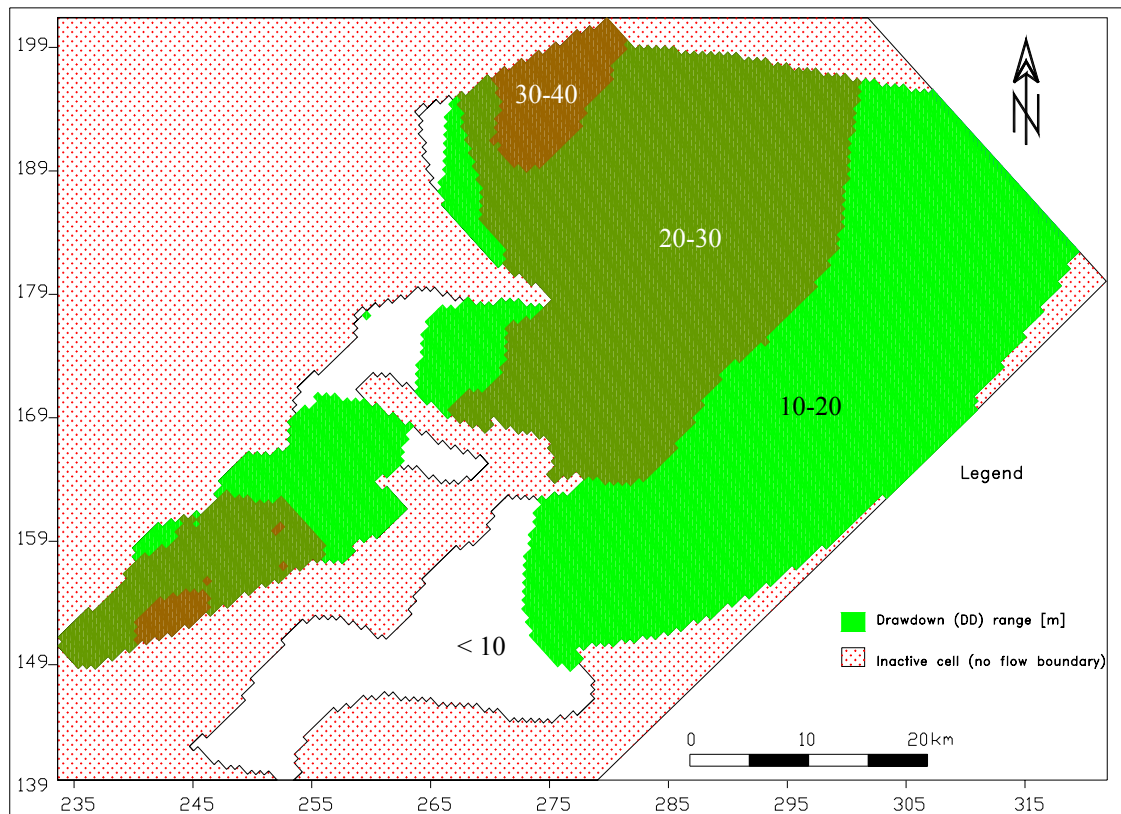 199
30-40
N
189
20-30
179
169
10-20
Legend
159
Drawdown (DD) range [m]
< 10
149
Inactive cell (no flow boundary)
0 10 20km
139
235 245 255 265 275 285 295 305 315